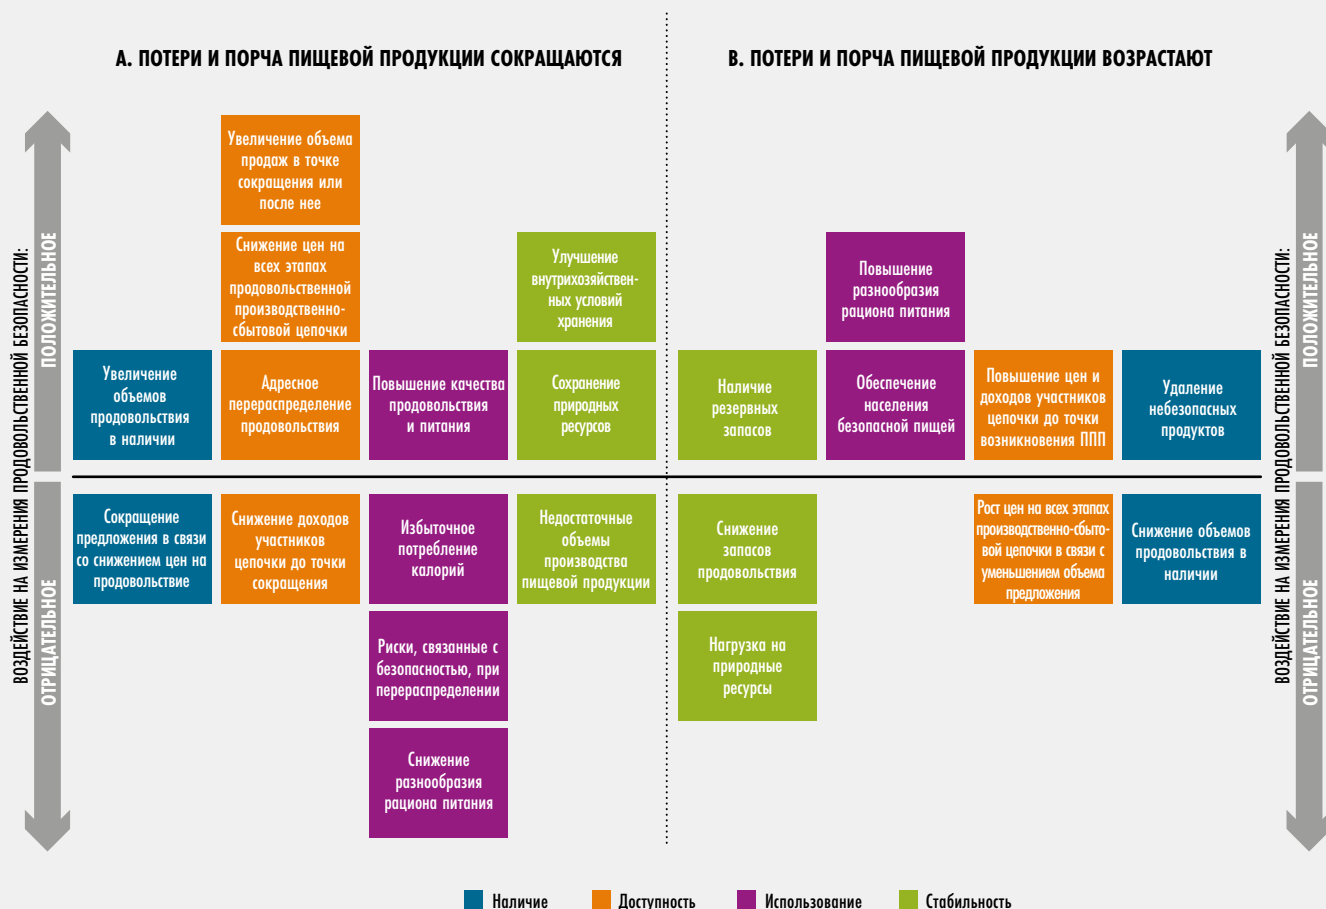 А. ПОТЕРИ И ПОРЧА ПИЩЕВОЙ ПРОДУКЦИИ СОКРАЩАЮТСЯ
В. ПОТЕРИ И ПОРЧА ПИЩЕВОЙ ПРОДУКЦИИ ВОЗРАСТАЮТ
ВОЗДЕЙСТВИЕ НА ИЗМЕРЕНИЯ ПРОДОВОЛЬСТВЕННОЙ БЕЗОПАСНОСТИ:
ПОЛОЖИТЕЛЬНОЕ
ОТРИЦАТЕЛЬНОЕ
Увеличение объема
продаж в точке
сокращения или
после нее
Снижение цен на
всех этапах
продовольственной
производственно-
сбытовой цепочки
Улучшение
внутрихозяйствен-
ных условий
хранения
Увеличение
объемов
продовольствия
в наличии
Адресное
перераспределение
продовольствия
Повышение качества
продовольствия
и питания
Сохранение
природных
ресурсов
Сокращение
предложения в связи
со снижением цен на
продовольствие
Снижение доходов
участников
цепочки до точки
сокращения
Избыточное
потребление
калорий
Недостаточные
объемы
производства
пищевой продукции
Риски, связанные с
безопасностью, при
перераспределении
Снижение
разнообразия
рациона питания
Повышение
разнообразия
рациона питания
Наличие
резервных
запасов
Обеспечение
населения
безопасной пищей
Повышение цен и
доходов участников
цепочки до точки
возникновения ППП
Удаление
небезопасных
продуктов
Снижение
запасов
продовольствия
Рост цен на всех этапах
производственно-сбыто-
вой цепочки в связи с
уменьшением объема
предложения
Снижение объемов
продовольствия в
наличии
Нагрузка на
природные
ресурсы
ВОЗДЕЙСТВИЕ НА ИЗМЕРЕНИЯ ПРОДОВОЛЬСТВЕННОЙ БЕЗОПАСНОСТИ:
ПОЛОЖИТЕЛЬНОЕ
ОТРИЦАТЕЛЬНОЕ
Наличие
Доступность
Использование
Стабильность